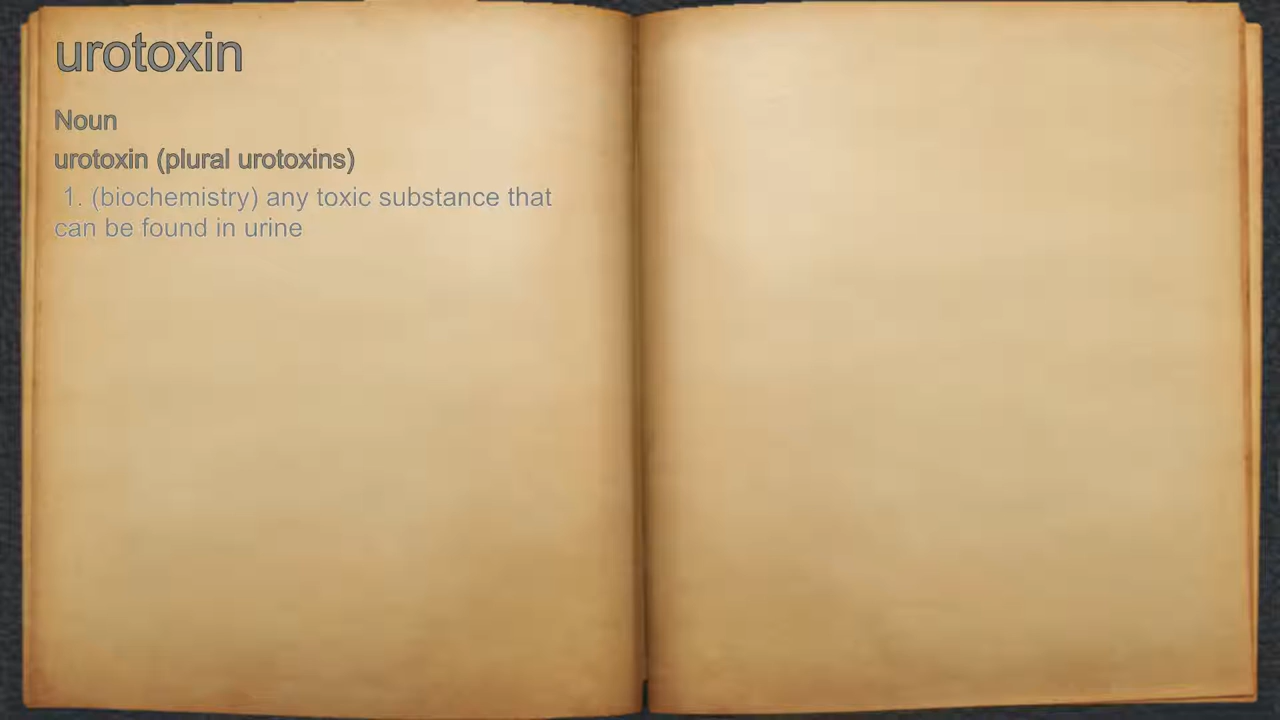 urotoxin
Noun
urotoxin (plural urotoxins)
1. (biochemistry) any toxic substance that
can be found in urine